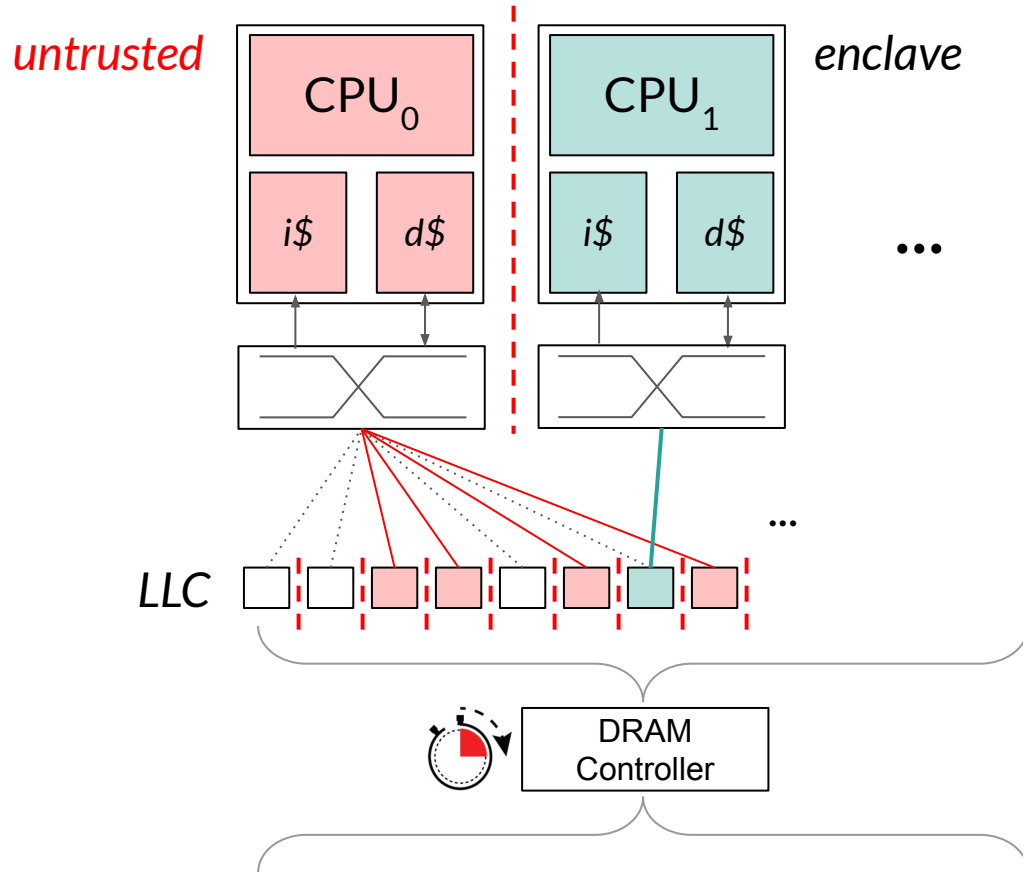 untrusted
enclave
CPU0
CPU1
i$
d$
i$
d$
...
...
LLC
DRAM
Controller